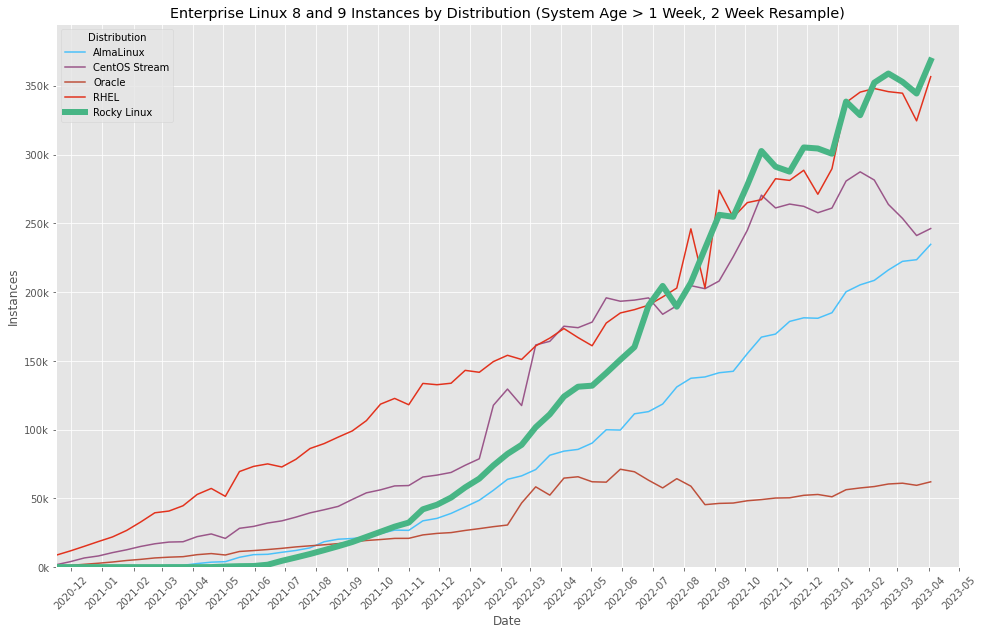 Enterprise Linux 8 and 9 Instances by Distribution (System Age > 1 Week, 2 Week Resample)
Distribution
AlmaLinux
CentOS Stream
Oracle
RHEL
Rocky Linux
350k
300k
250k
200k
150k
100k
50k
0k
Instances
2020-12
2021-01
2021-02
2021-03
2021-04
2021-05
2021-06
2021-07
2021-08
2021-09
2021-10
2021-11
2021-12
2022-01
2022-02
2022-03
2022-04
2022-05
2022-06
2022-07
2022-08
2022-09
2022-10
2022-11
2022-12
2023-01
2023-02
2023-03
2023-04
2023-05
Date